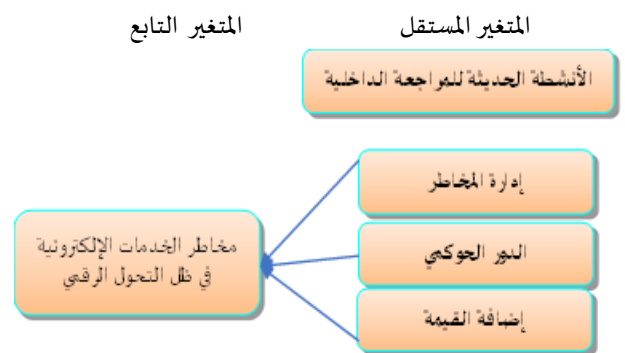 المتغير المستقل
المتغير التابع
الأنشطة الحديثة للمراجعة الداخلية
إدارة المخاطر
الدور الحوكمي
إضافة القيمة
مخاطر الخدمات الإلكترونية
في ظل التحول الرقمي